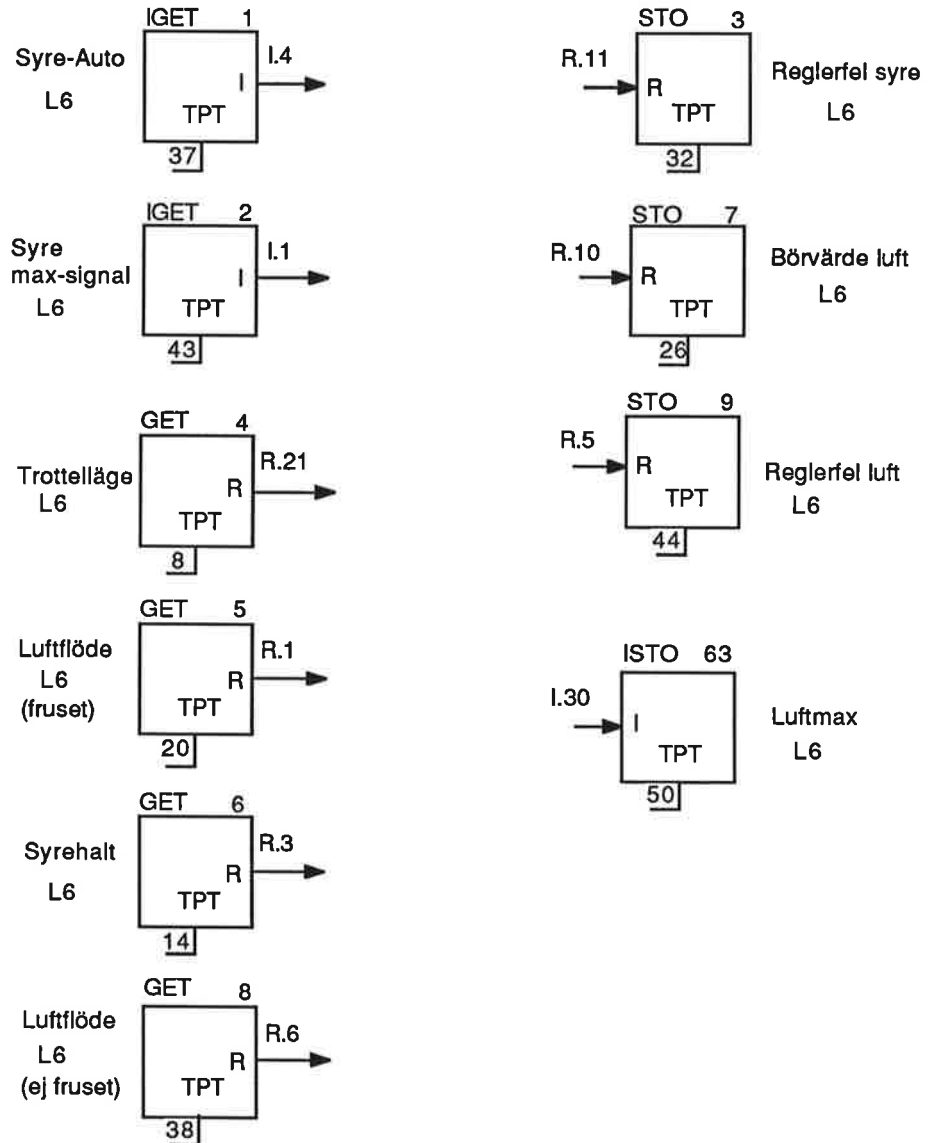 IGET 1
Syre-Auto
L6
I
I.4
TPT
37
IGET 2
Syre
max-signal
L6
I
I.1
TPT
43
GET 4
Trottelläge
L6
R
R.21
TPT
8
GET 5
Luftflöde
L6
(fruset)
R
R.1
TPT
20
GET 6
Syrehalt
L6
R
R.3
TPT
14
GET 8
Luftflöde
L6
(ej fruset)
R
R.6
TPT
38
STO 3
R.11
R
TPT
32
Reglerfel syre
L6
STO 7
R.10
R
TPT
26
Börvärde luft
L6
STO 9
R.5
R
TPT
44
Reglerfel luft
L6
ISTO 63
I.30
I
TPT
50
Luftmax
L6